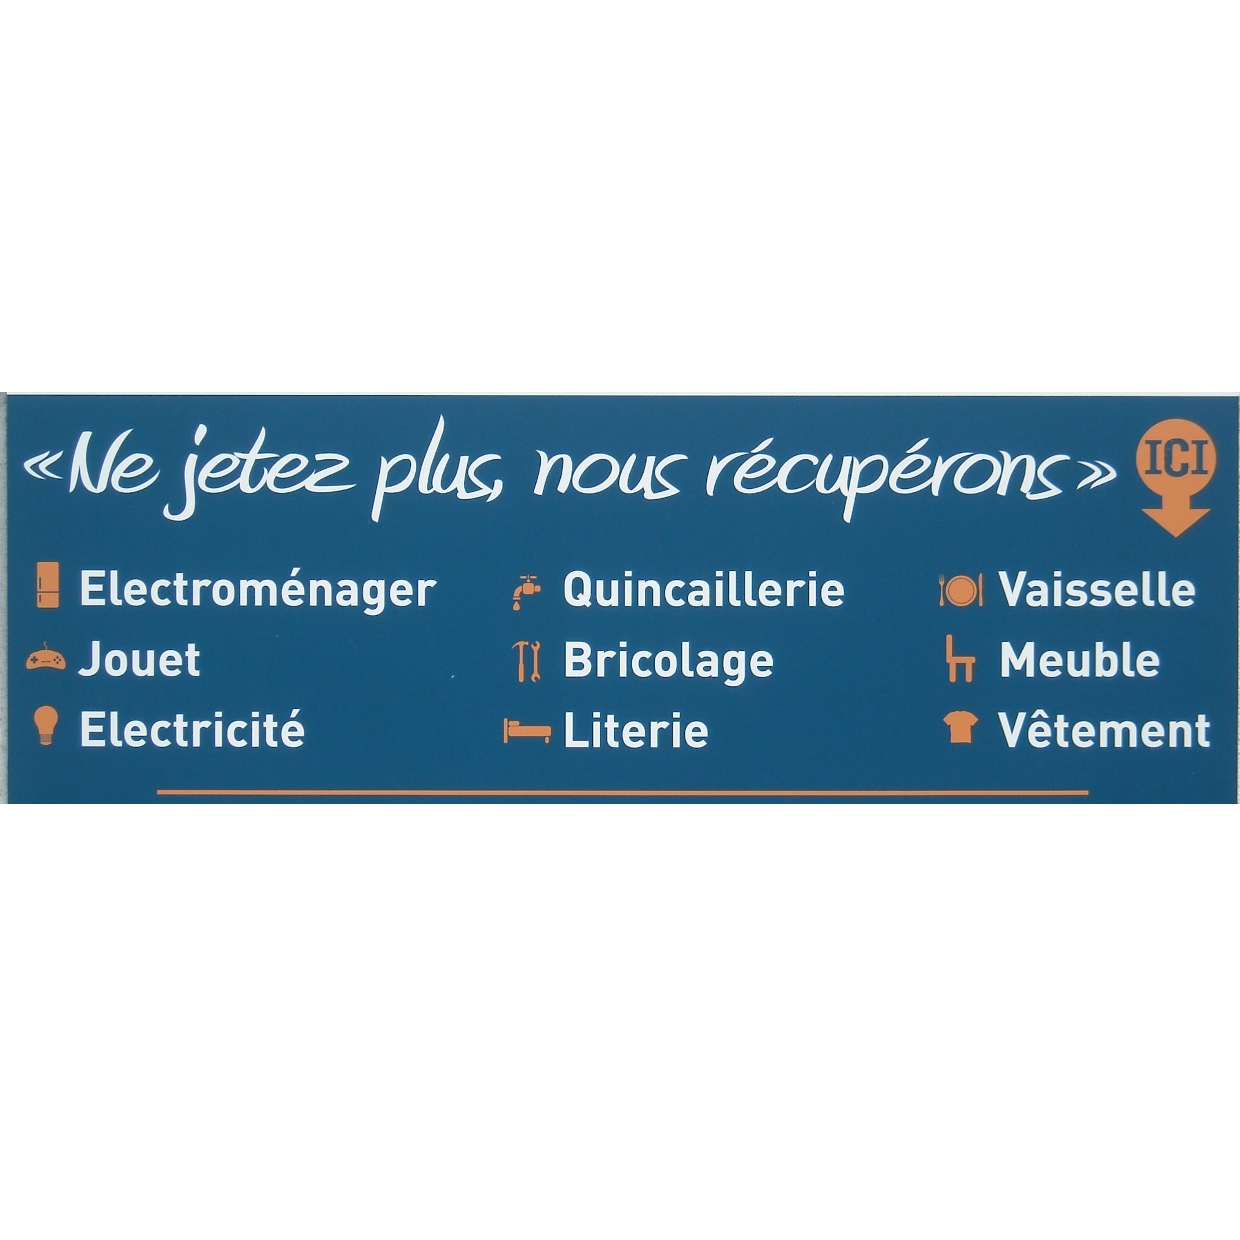 «Ne jetez plus, nous récupérons»
ICI
Electroménager
Jouet
Electricité
Quincaillerie
Bricolage
Literie
Vaisselle
Meuble
Vêtement